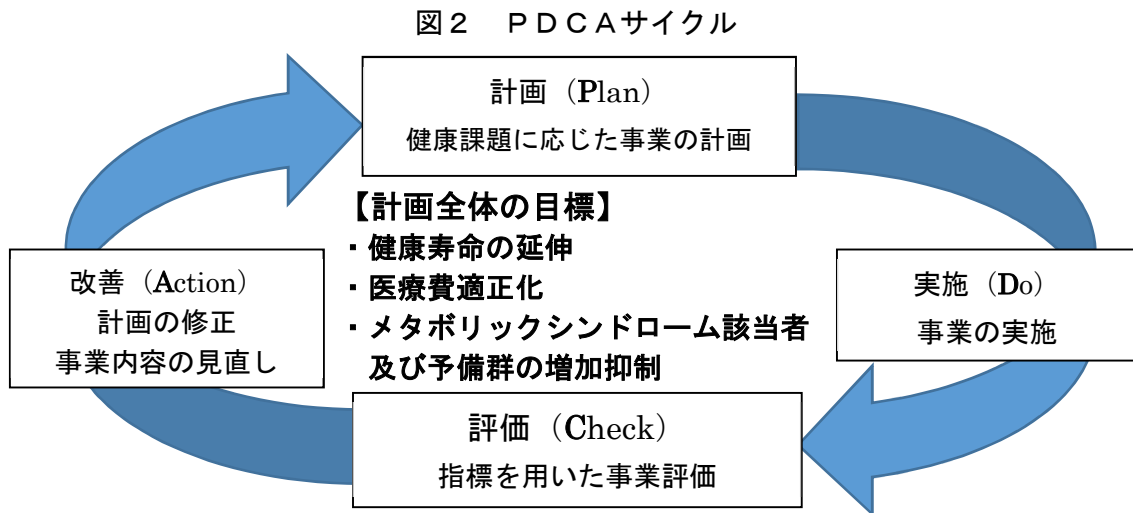 図２　ＰＤＣＡサイクル
計画（Plan）
健康課題に応じた事業の計画
【計画全体の目標】
・健康寿命の延伸
・医療費適正化
・メタボリックシンドローム該当者
及び予備群の増加抑制
改善（Action）
計画の修正
事業内容の見直し
実施（Do）
事業の実施
評価（Check）
指標を用いた事業評価